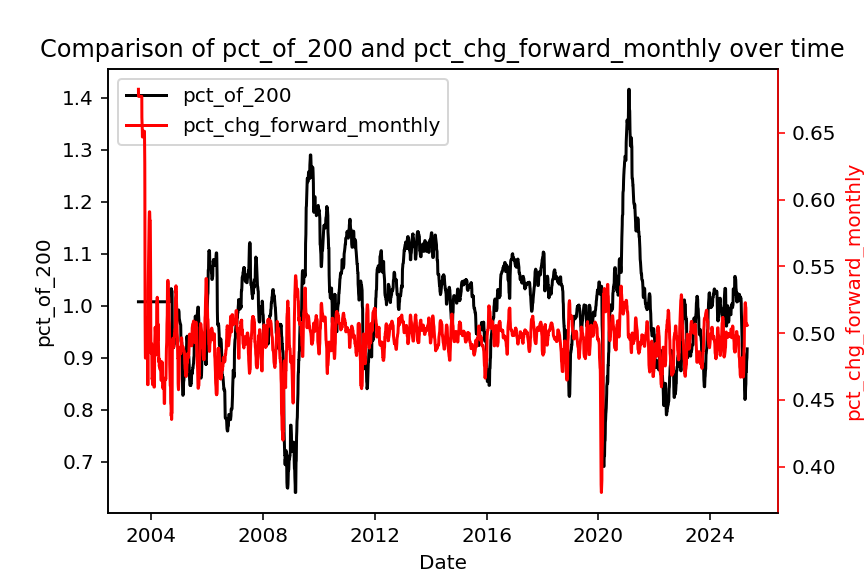 Comparison of pct_of_200 and pct_chg_forward_monthly over time
pct_of_200
pct_chg_forward_monthly
1.4
1.3
1.2
1.1
1.0
0.9
0.8
0.7
pct_of_200
0.65
0.60
0.55
0.50
0.45
0.40
pct_chg_forward_monthly
2004 2008 2012 2016 2020 2024
Date